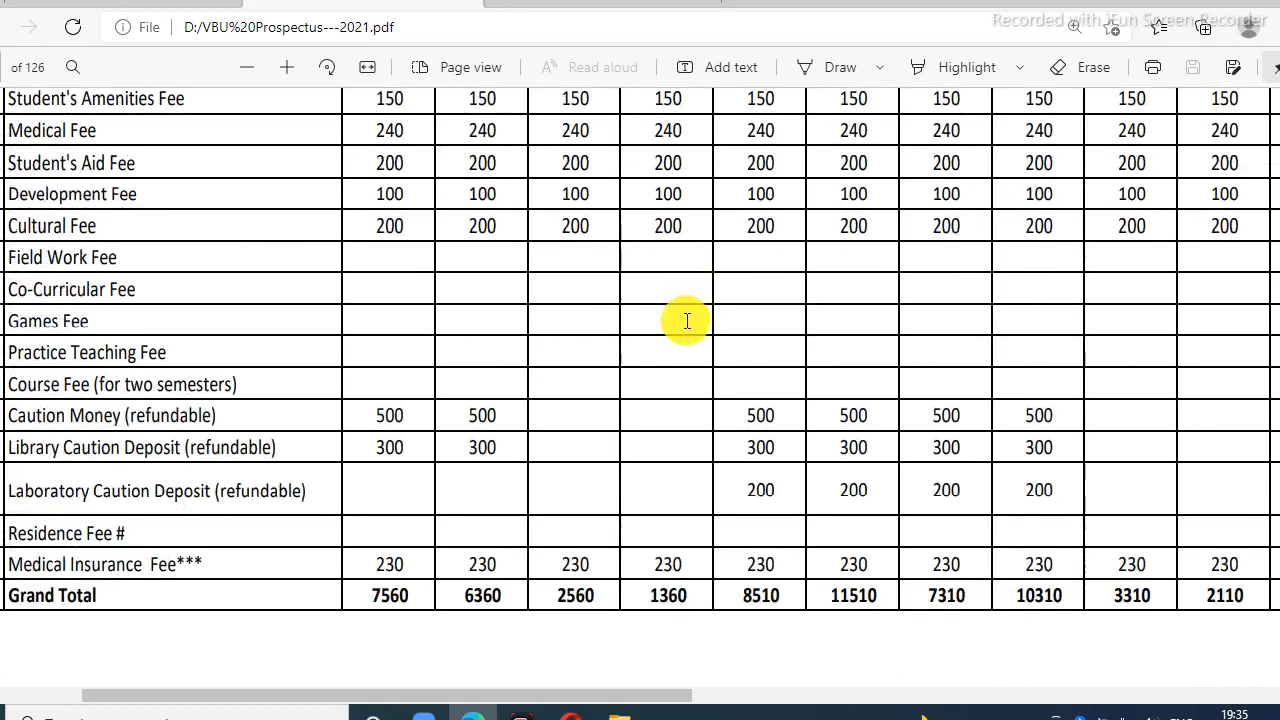 Recorded with iFun Screen Recorder
File D:/VBU%20Prospectus---2021.pdf
of 126 Page view Read aloud Add text Draw Highlight Erase
Student's Amenities Fee 150 150 150 150 150 150 150 150 150 150
Medical Fee 240 240 240 240 240 240 240 240 240 240
Student's Aid Fee 200 200 200 200 200 200 200 200 200 200
Development Fee 100 100 100 100 100 100 100 100 100 100
Cultural Fee 200 200 200 200 200 200 200 200 200 200
Field Work Fee
Co-Curricular Fee
Games Fee
Practice Teaching Fee
Course Fee (for two semesters)
Caution Money (refundable) 500 500 500 500 500 500
Library Caution Deposit (refundable) 300 300 300 300 300 300
Laboratory Caution Deposit (refundable) 200 200 200 200
Residence Fee #
Medical Insurance Fee*** 230 230 230 230 230 230 230 230 230 230
Grand Total 7560 6360 2560 1360 8510 11510 7310 10310 3310 2110
19:35